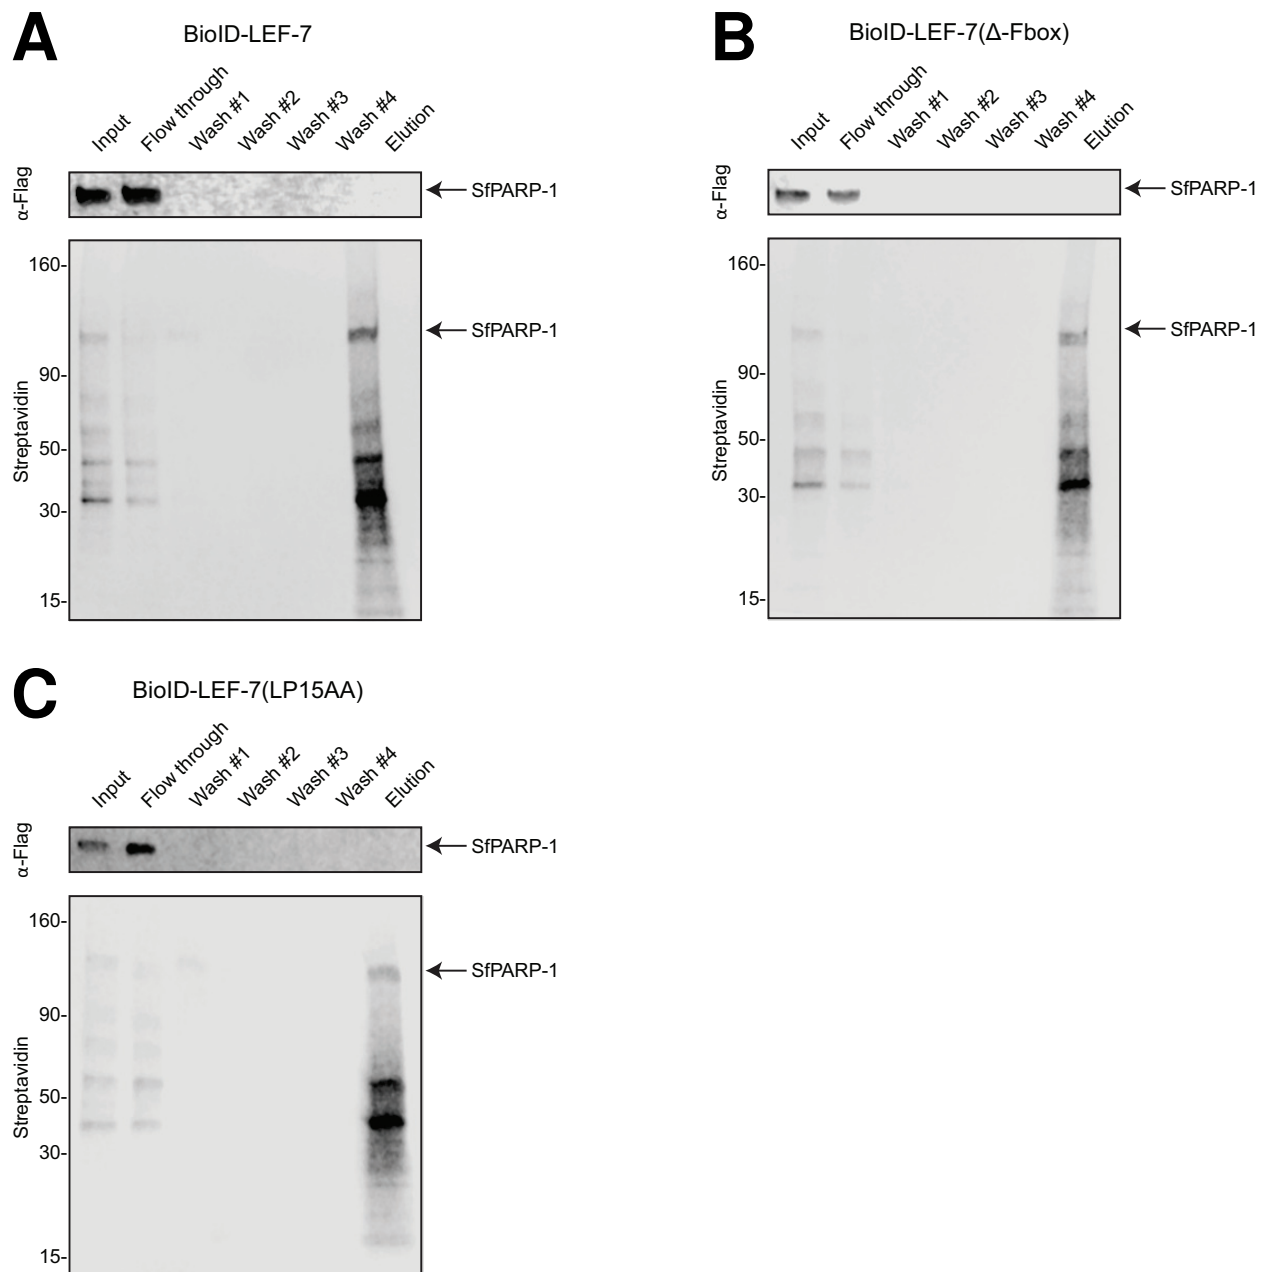 A
BioID-LEF-7
Input
Flow through
Wash #1
Wash #2
Wash #3
Wash #4
Elution
α-Flag
SfPARP-1
Streptavidin
160-
90-
50-
30-
15-
SfPARP-1
B
BioID-LEF-7(Δ-Fbox)
Input
Flow through
Wash #1
Wash #2
Wash #3
Wash #4
Elution
α-Flag
SfPARP-1
Streptavidin
160-
90-
50-
30-
15-
SfPARP-1
C
BioID-LEF-7(LP15AA)
Input
Flow through
Wash #1
Wash #2
Wash #3
Wash #4
Elution
α-Flag
SfPARP-1
Streptavidin
160-
90-
50-
30-
15-
SfPARP-1